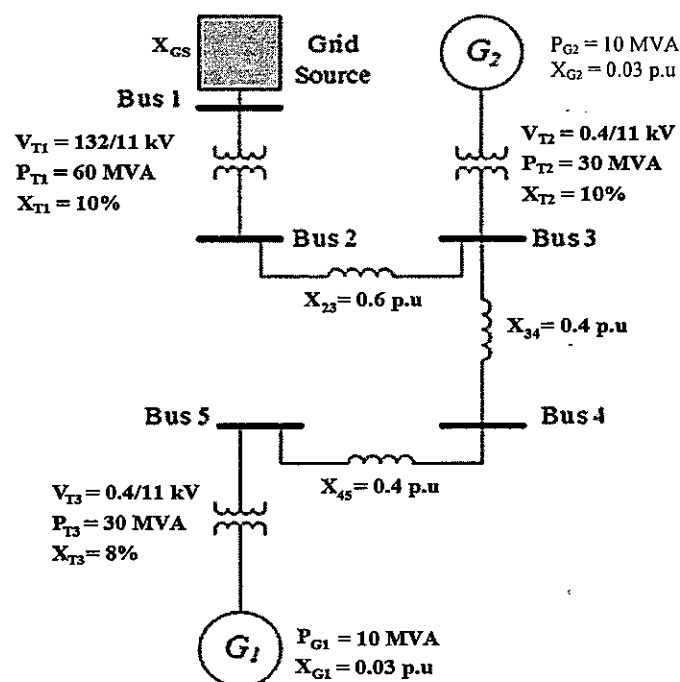 X_GS
Grid
Source
G_2
P_G2 = 10 MVA
X_G2 = 0.03 p.u
Bus 1
V_T1 = 132/11 kV
P_T1 = 60 MVA
X_T1 = 10%
V_T2 = 0.4/11 kV
P_T2 = 30 MVA
X_T2 = 10%
Bus 2
Bus 3
X_23= 0.6 p.u
X_34= 0.4 p.u
Bus 5
Bus 4
X_45= 0.4 p.u
V_T3 = 0.4/11 kV
P_T3 = 30 MVA
X_T3 = 8%
G_1
P_G1 = 10 MVA
X_G1 = 0.03 p.u